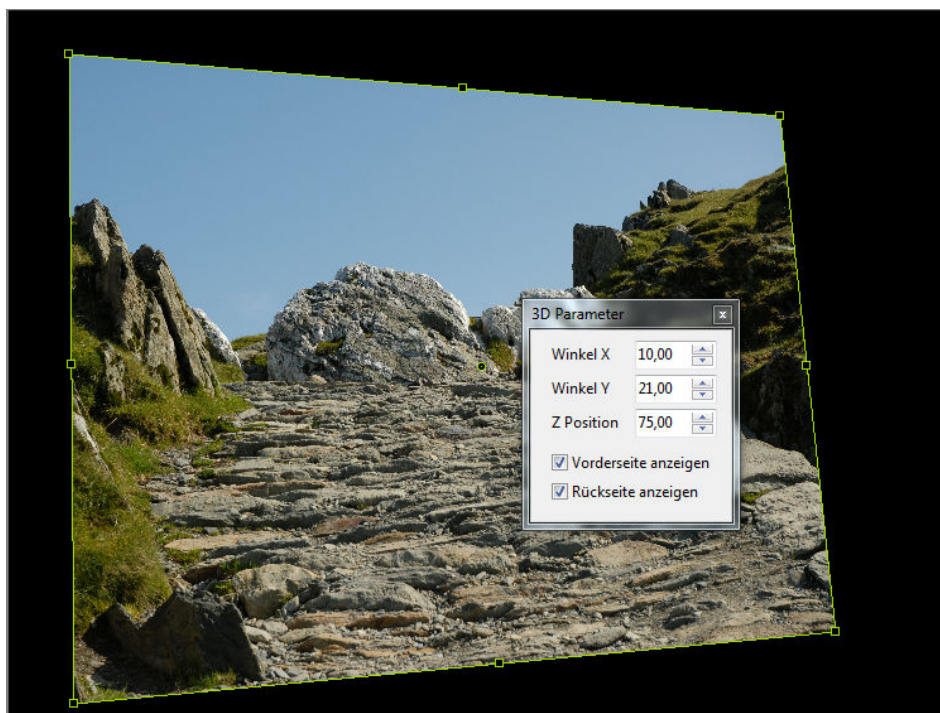 3D Parameter
Winkel X 10,00
Winkel Y 21,00
Z Position 75,00
Vorderseite anzeigen
Rückseite anzeigen